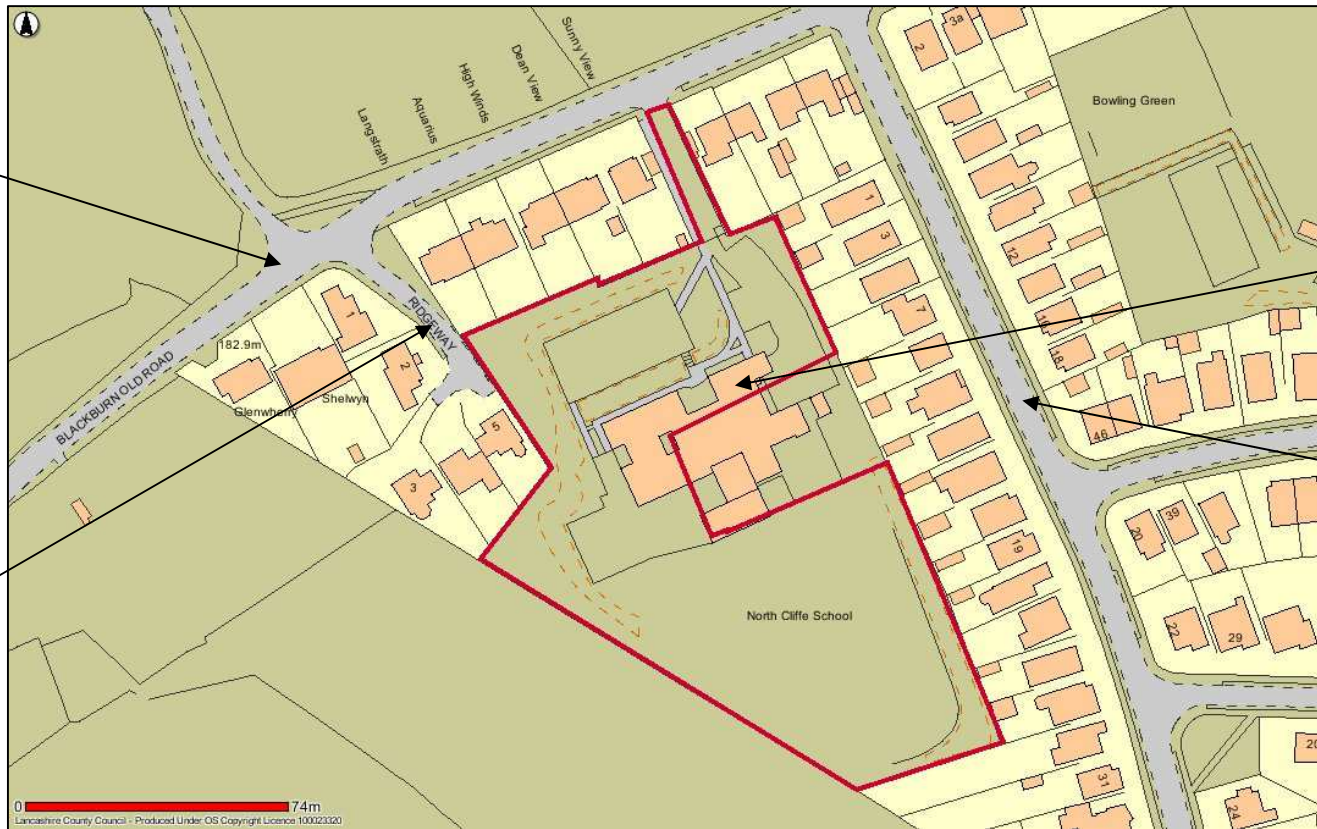 Sunny View
Dean View
High Winds
Aquarius
Langstrath
2
3a
Bowling Green
1
3
7
12
18
46
RIDGEWAY
1
2
182.9m
Glenwherry
Shelwyn
BLACKBURN OLD ROAD
5
3
North Cliffe School
19
20
39
22
29
31
24
20
0
74m
Lancashire County Council - Produced Under OS Copyright Licence 100023320